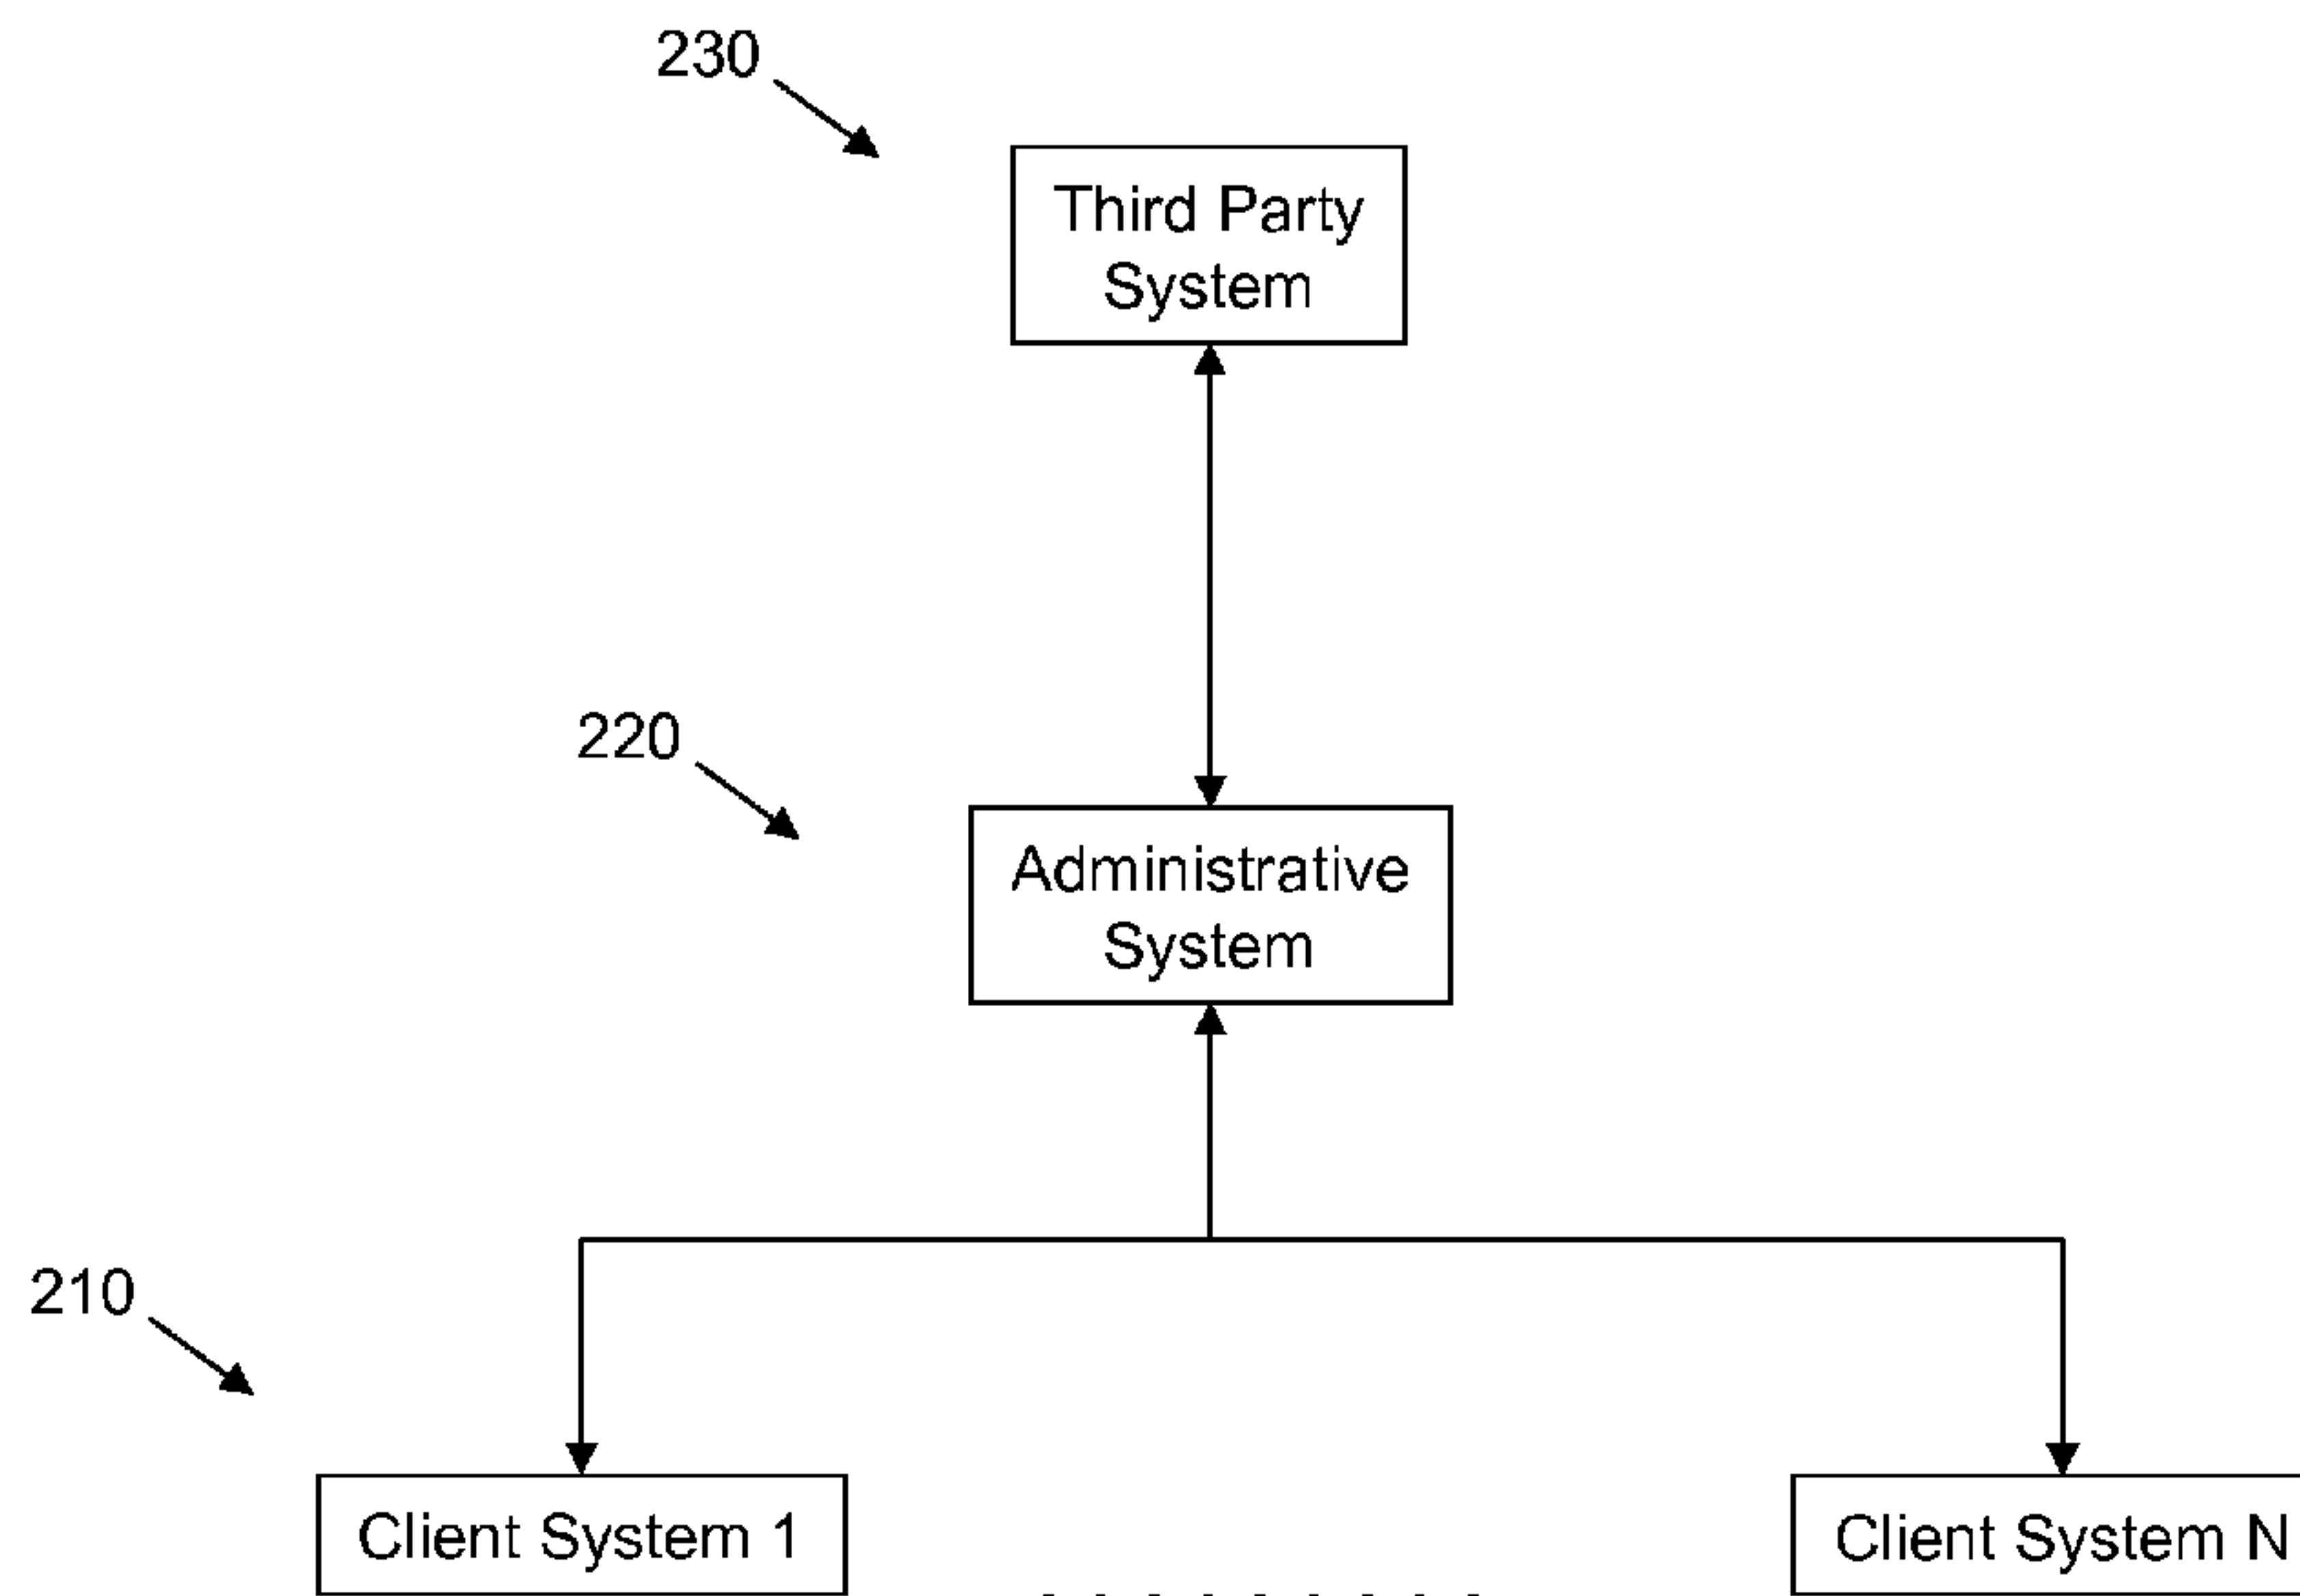 230
Third Party
System
220
Administrative
System
210
Client System 1
Client System N